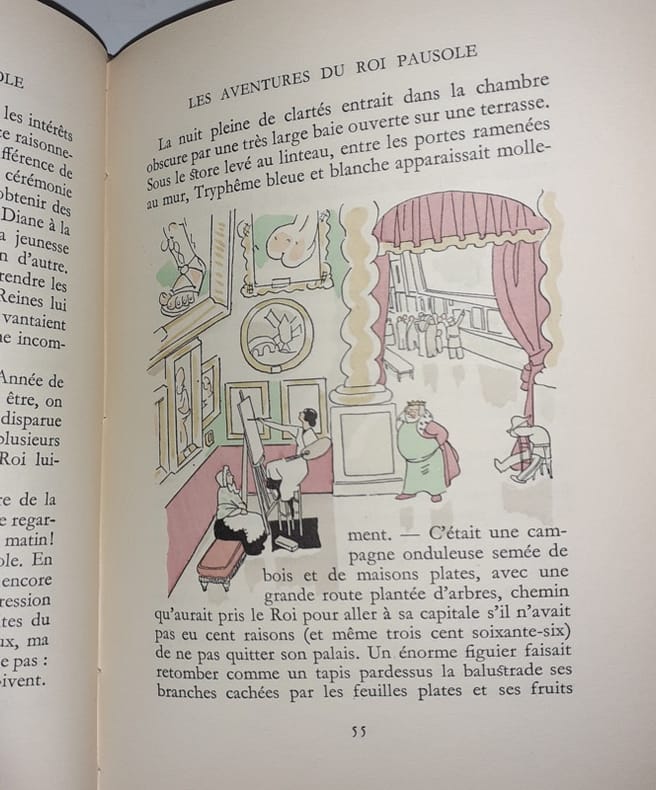 OLE
les intérêts
e raisonne-
fférence de
cérémonie
obtenir des
Diane à la
a jeunesse
n d'autre.
rendre les
Reines lui
vantaient
ne incom-
Année de
être, on
disparue
plusieurs
Roi lui-
re de la
e regar-
matin!
ole. En
encore
ression
tes du
ux, ma
e pas :
ivent.
LES AVENTURES DU ROI PAUSOLE
La nuit pleine de clartés entrait dans la chambre
obscure par une très large baie ouverte sur une terrasse.
Sous le store levé au linteau, entre les portes ramenées
au mur, Tryphême bleue et blanche apparaissait molle-
ment. — C'était une cam-
pagne onduleuse semée de
bois et de maisons plates, avec une
grande route plantée d'arbres, chemin
qu'aurait pris le Roi pour aller à sa capitale s'il n'avait
pas eu cent raisons (et même trois cent soixante-six)
de ne pas quitter son palais. Un énorme figuier faisait
retomber comme un tapis pardessus la balustrade ses
branches cachées par les feuilles plates et ses fruits
55